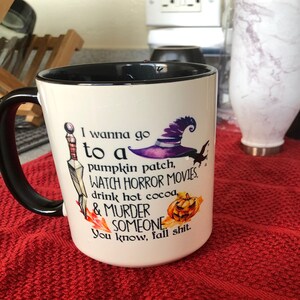 I wanna go
to a
pumpkin patch,
WATCH HORROR MOVIES,
drink hot cocoa,
& MURDER
SOMEONE
You know, fall shit.